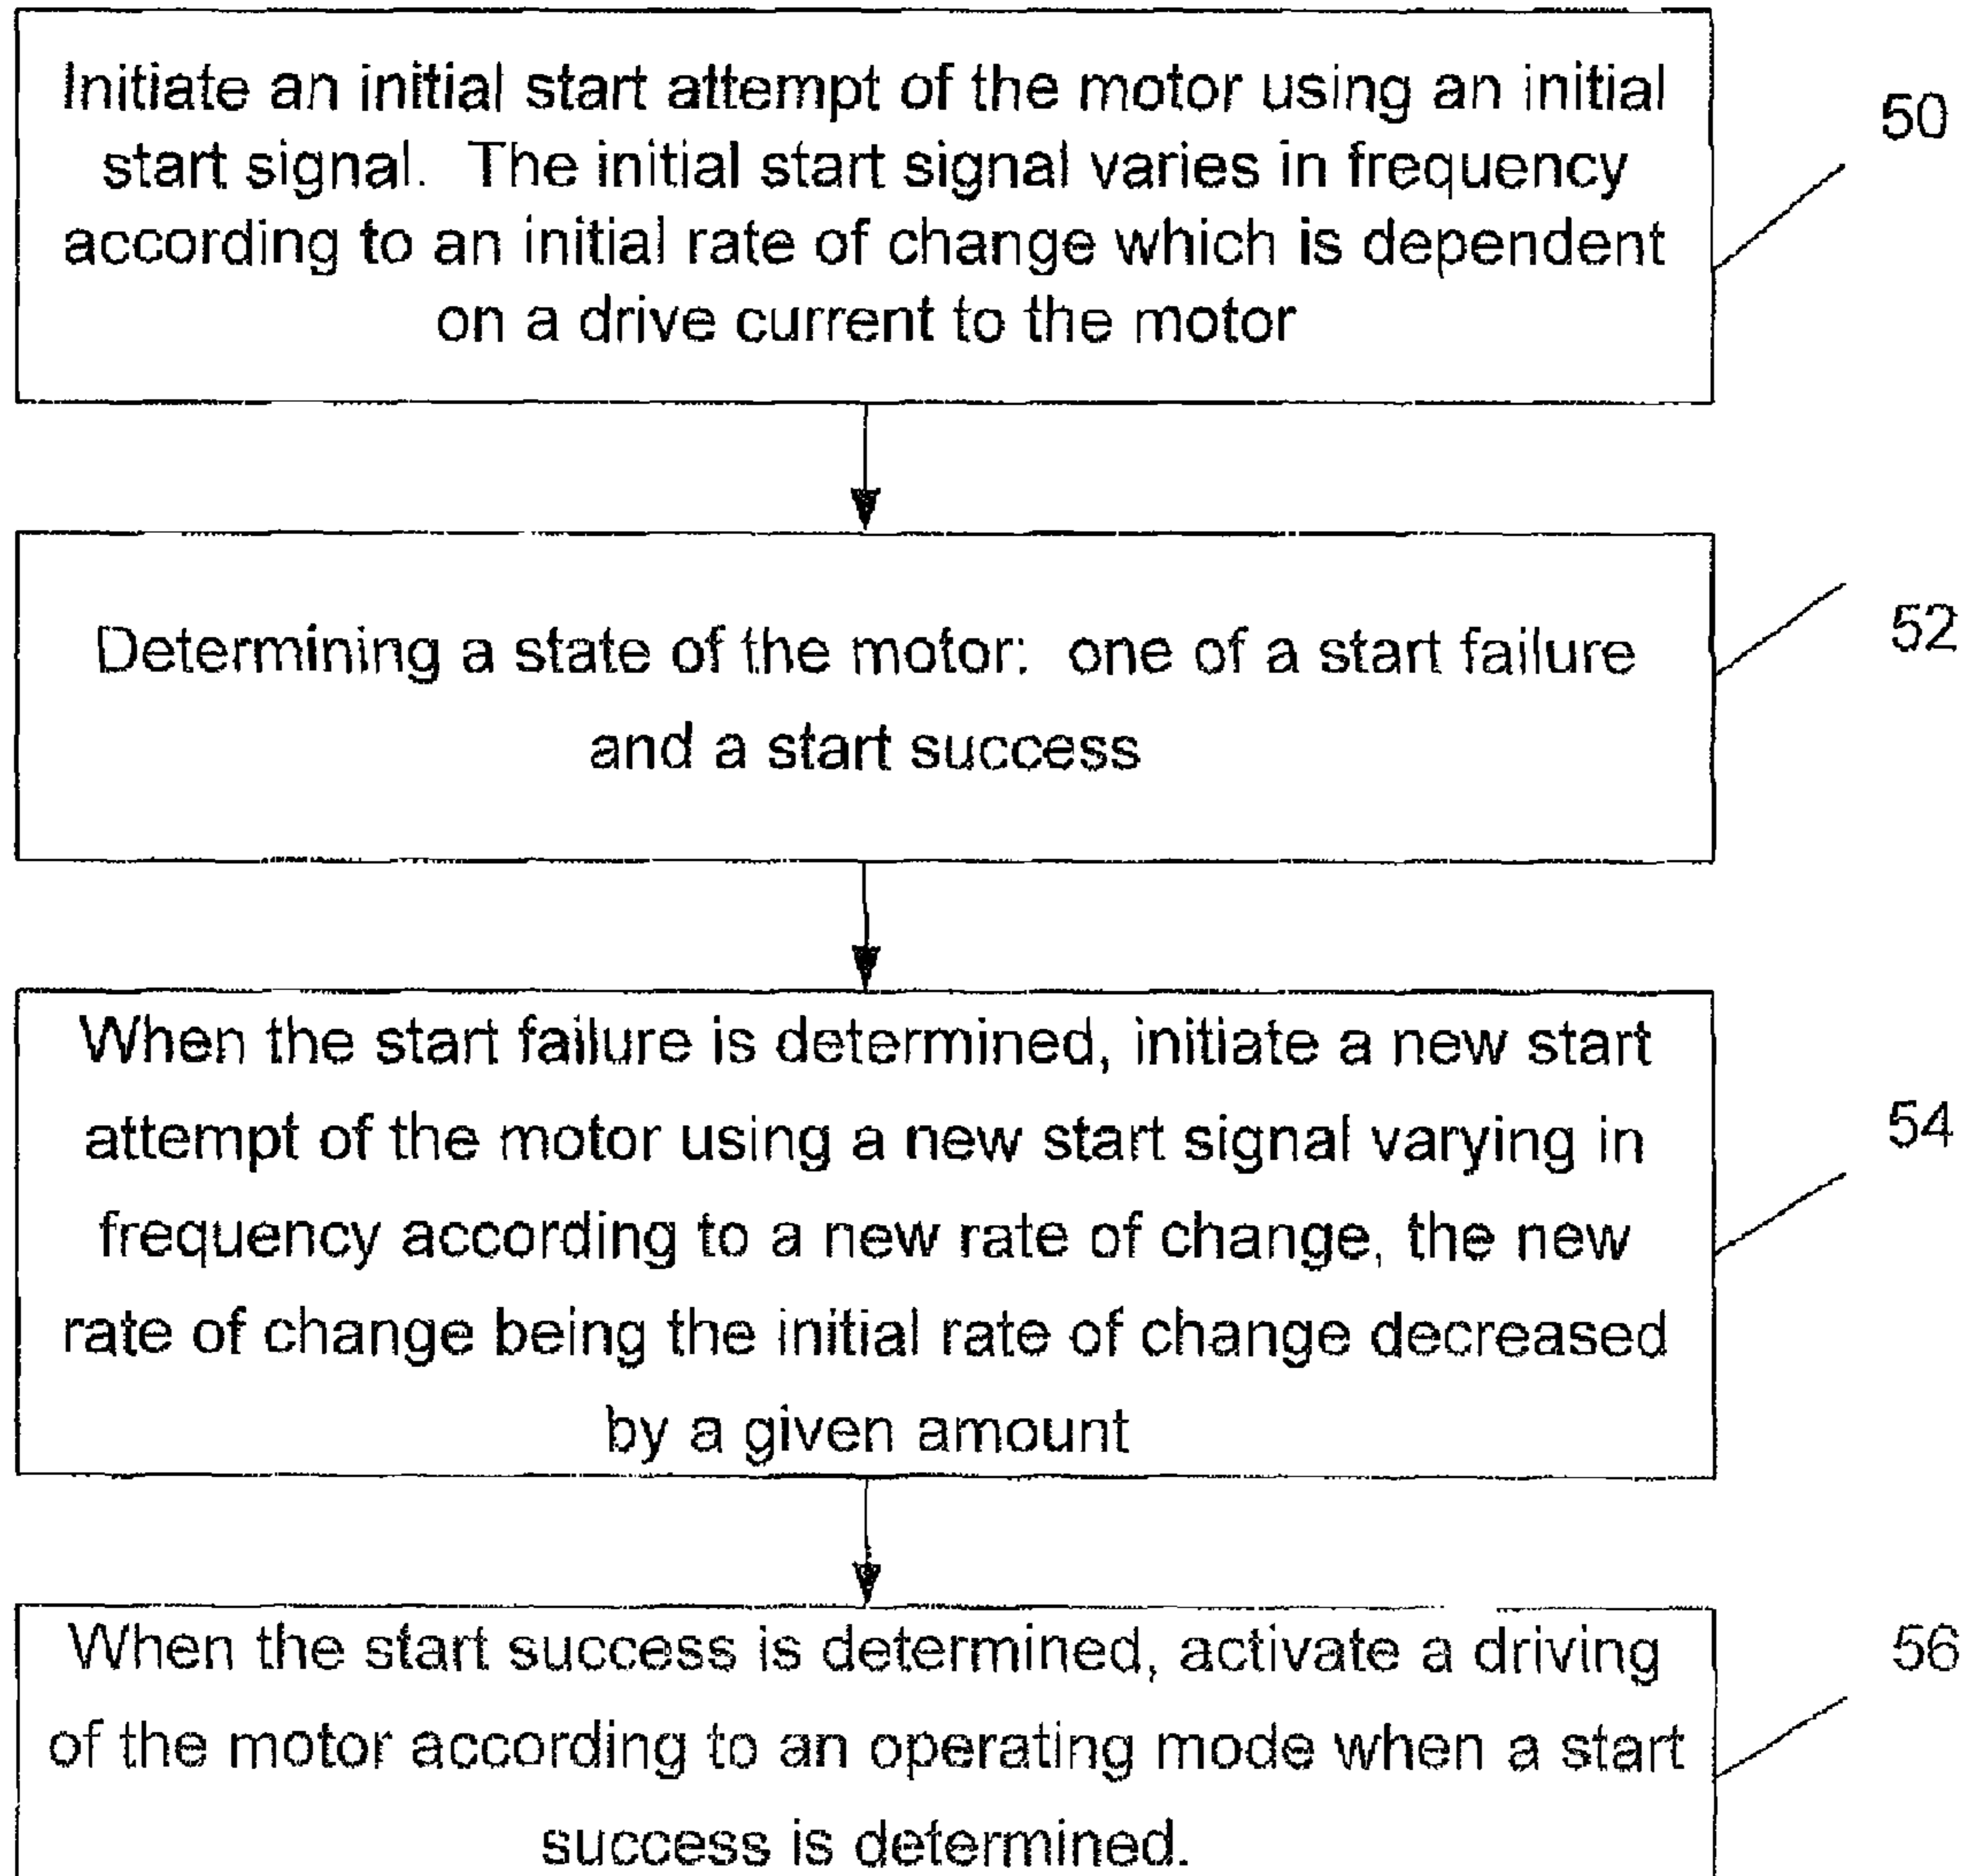 Initiate an initial start attempt of the motor using an initial
start signal. The initial start signal varies in frequency
according to an initial rate of change which is dependent
on a drive current to the motor
50
Determining a state of the motor: one of a start failure
and a start success
52
When the start failure is determined, initiate a new start
attempt of the motor using a new start signal varying in
frequency according to a new rate of change, the new
rate of change being the initial rate of change decreased
by a given amount
54
When the start success is determined, activate a driving
of the motor according to an operating mode when a start
success is determined.
56